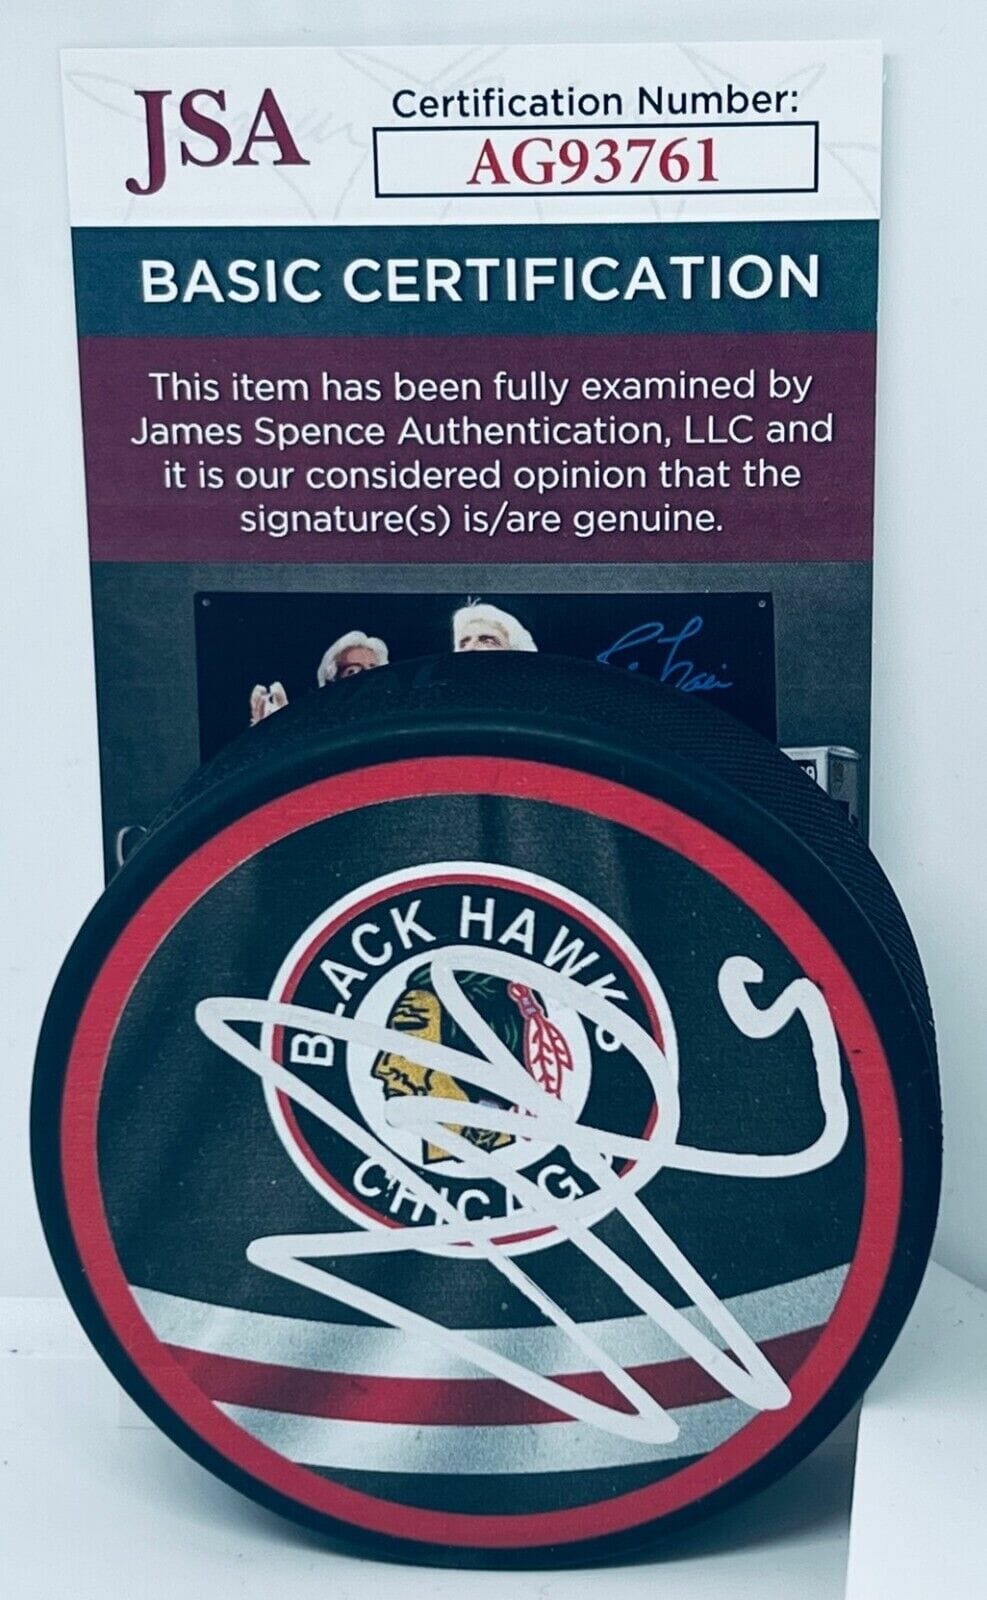 JSA
Certification Number:
AG93761
BASIC CERTIFICATION
This item has been fully examined by
James Spence Authentication, LLC and
it is our considered opinion that the
signature(s) is/are genuine.
BLACK HAWKS
CHICAGO